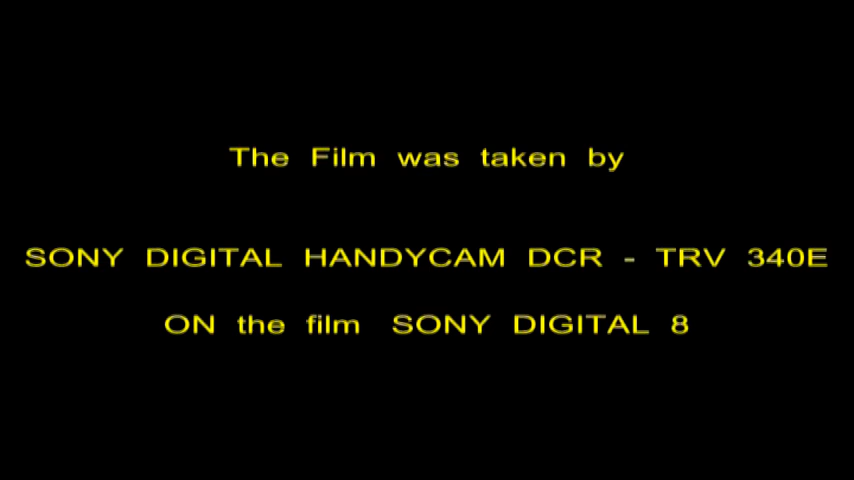 The Film was taken by
SONY DIGITAL HANDYCAM DCR - TRV 340E
ON the film SONY DIGITAL 8